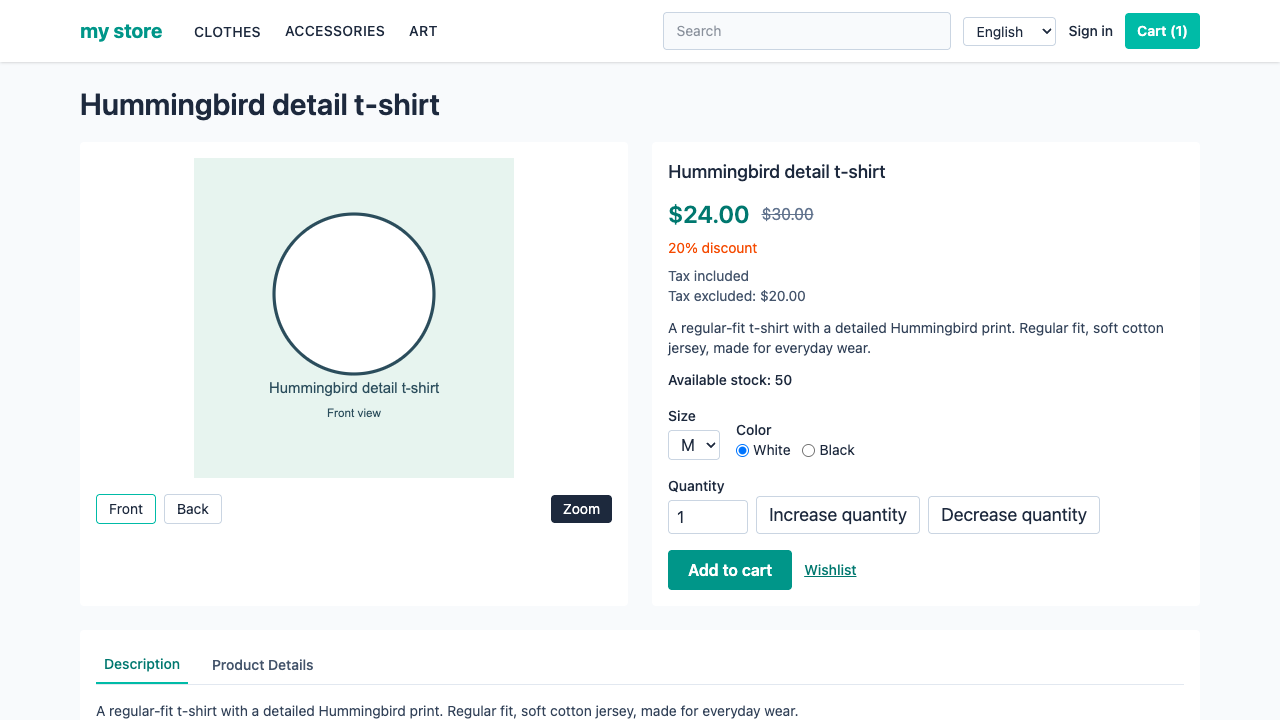 my store
CLOTHES
ACCESSORIES
ART
Search
English
Sign in
Cart (1)
Hummingbird detail t-shirt
Hummingbird detail t-shirt
Front view
Front
Back
Zoom
Hummingbird detail t-shirt
$24.00 $30.00
20% discount
Tax included
Tax excluded: $20.00
A regular-fit t-shirt with a detailed Hummingbird print. Regular fit, soft cotton
jersey, made for everyday wear.
Available stock: 50
Size
M
Color
White
Black
Quantity
1
Increase quantity
Decrease quantity
Add to cart
Wishlist
Description
Product Details
A regular-fit t-shirt with a detailed Hummingbird print. Regular fit, soft cotton jersey, made for everyday wear.